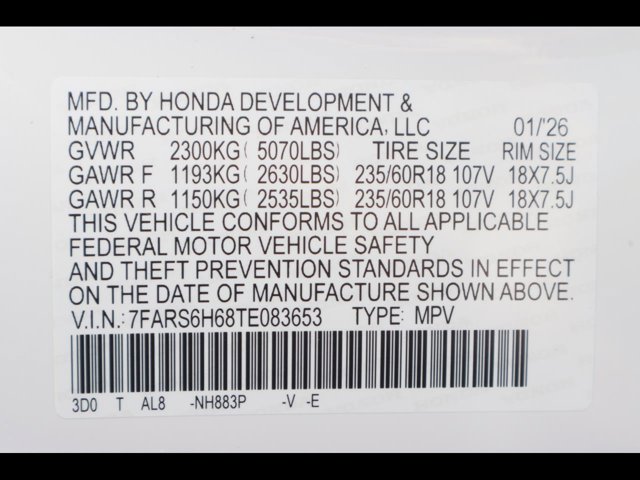 MFD. BY HONDA DEVELOPMENT &
MANUFACTURING OF AMERICA, LLC 01/'26
GVWR 2300KG( 5070LBS) TIRE SIZE RIM SIZE
GAWR F 1193KG( 2630LBS) 235/60R18 107V 18X7.5J
GAWR R 1150KG( 2535LBS) 235/60R18 107V 18X7.5J
THIS VEHICLE CONFORMS TO ALL APPLICABLE
FEDERAL MOTOR VEHICLE SAFETY
AND THEFT PREVENTION STANDARDS IN EFFECT
ON THE DATE OF MANUFACTURE SHOWN ABOVE.
V.I.N.: 7FARS6H68TE083653 TYPE: MPV
3D0 T AL8 -NH883P -V -E